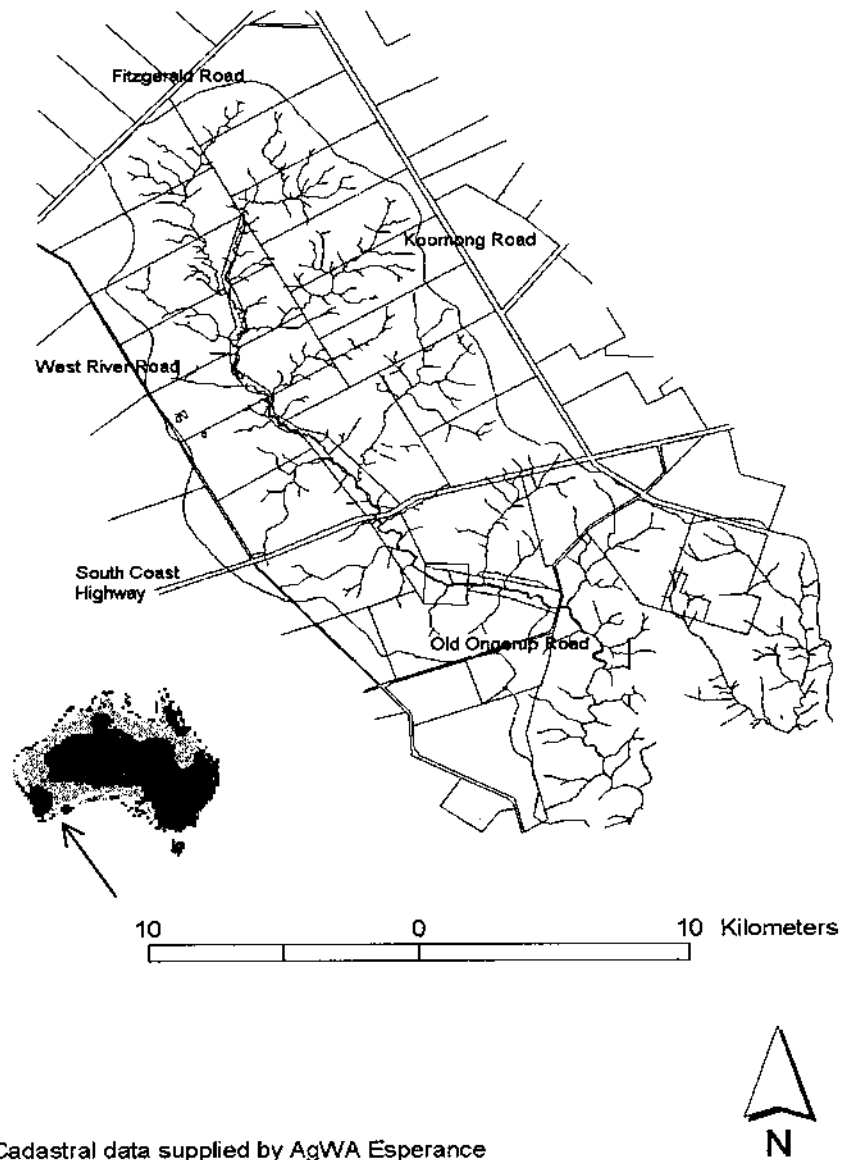 Fitzgerald Road
Koornong Road
West River Road
South Coast
Highway
Old Ongerup Road
10 0 10 Kilometers
N
Cadastral data supplied by AgWA Esperance